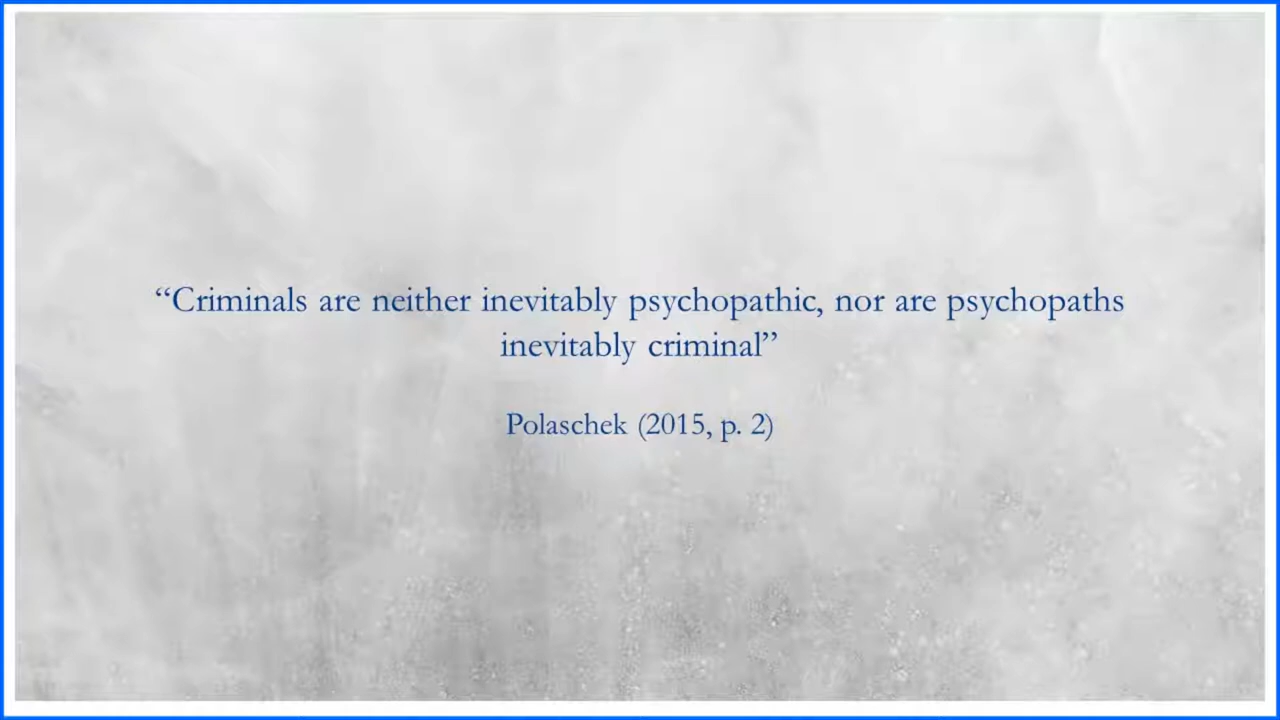 “Criminals are neither inevitably psychopathic, nor are psychopaths
inevitably criminal”
Polaschek (2015, p. 2)